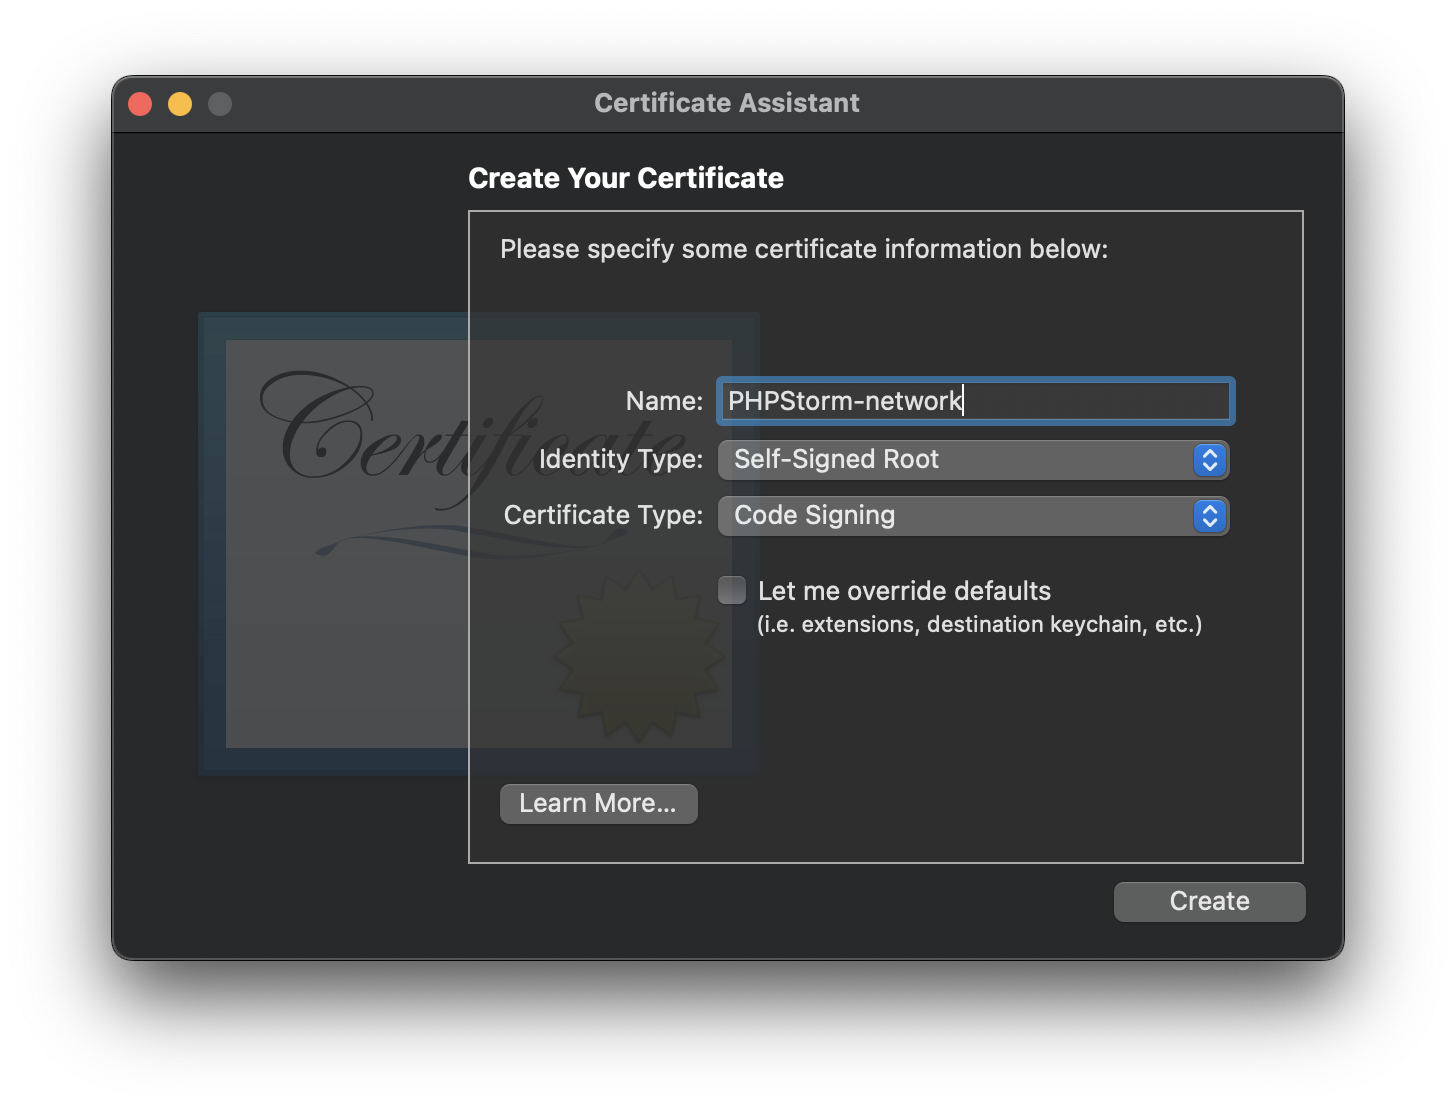 Certificate Assistant
Create Your Certificate
Please specify some certificate information below:
Certificate
Name: PHPStorm-network
Identity Type: Self-Signed Root
Certificate Type: Code Signing
Let me override defaults
(i.e. extensions, destination keychain, etc.)
Learn More...
Create